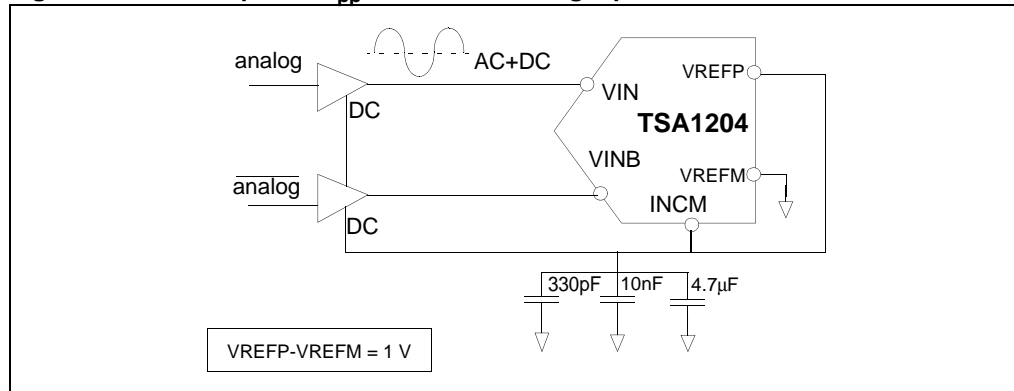 analog
AC+DC
VREFP
VIN
DC
TSA1204
VINB
VREFM
analog
INCM
DC
330pF
10nF
4.7µF
VREFP-VREFM = 1 V